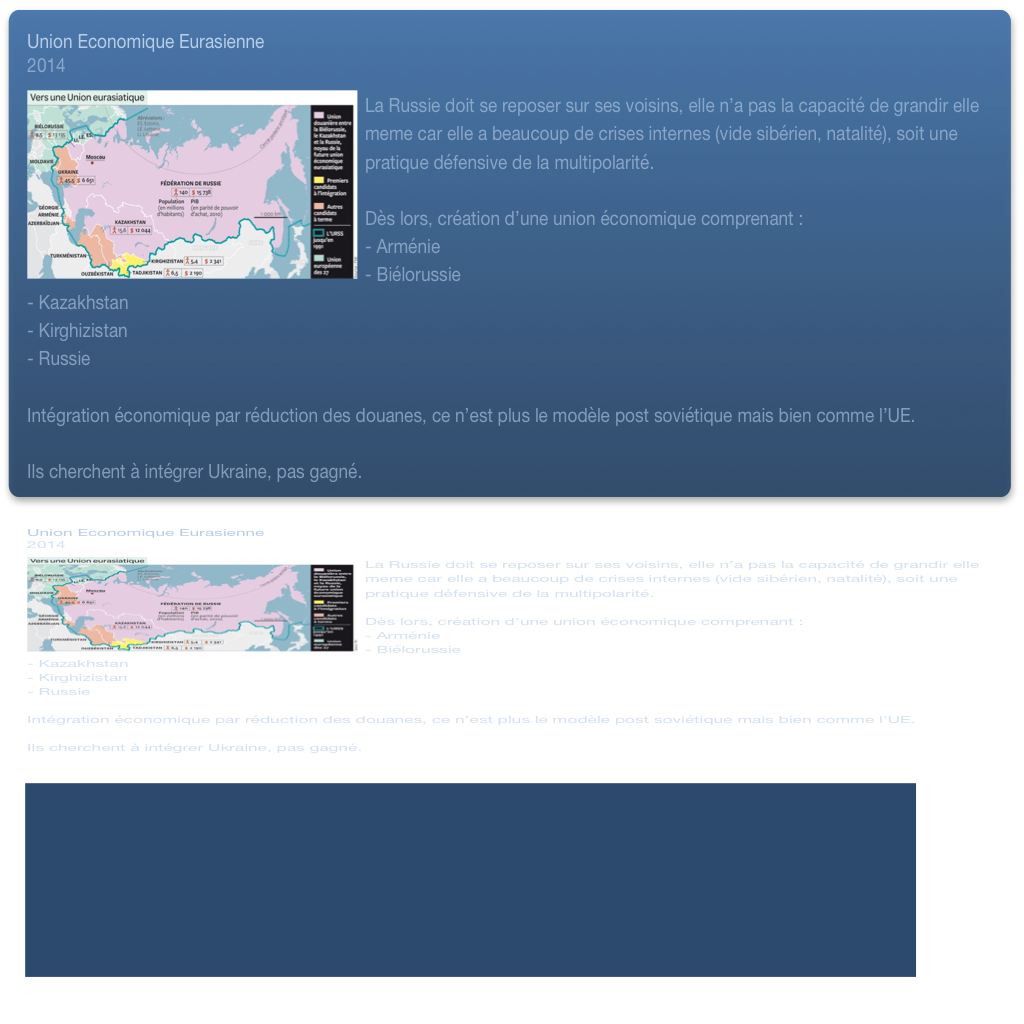 Union Economique Eurasienne
2014
Vers une Union eurasiatique
BIÉLORUSSIE
MOLDAVIE
UKRAINE
45,5 6 651
Moscou
FÉDÉRATION DE RUSSIE
140 15 738
Population (en millions d'habitants)
PIB (en parité de pouvoir d'achat, 2010)
GÉORGIE
ARMÉNIE
AZERBAÏDJAN
KAZAKHSTAN
15,6 12 044
1 000 km
TURKMÉNISTAN
OUZBÉKISTAN
KIRGHIZISTAN 5,4 2 341
TADJIKISTAN 6,5 2 190
Union
douanière entre
la Biélorussie,
le Kazakhstan
et la Russie,
noyau de la
future union
économique
eurasiatique
Premiers
candidats
à l'intégration
Autres
candidats
à terme
L'URSS
jusqu'en
1991
Union
européenne
des 27
La Russie doit se reposer sur ses voisins, elle n’a pas la capacité de grandir elle
meme car elle a beaucoup de crises internes (vide sibérien, natalité), soit une
pratique défensive de la multipolarité.
Dès lors, création d’une union économique comprenant :
- Arménie
- Biélorussie
- Kazakhstan
- Kirghizistan
- Russie
Intégration économique par réduction des douanes, ce n’est plus le modèle post soviétique mais bien comme l’UE.
Ils cherchent à intégrer Ukraine, pas gagné.
Union Economique Eurasienne
2014
Vers une Union eurasiatique
La Russie doit se reposer sur ses voisins, elle n’a pas la capacité de grandir elle
meme car elle a beaucoup de crises internes (vide sibérien, natalité), soit une
pratique défensive de la multipolarité.
Dès lors, création d’une union économique comprenant :
- Arménie
- Biélorussie
- Kazakhstan
- Kirghizistan
- Russie
Intégration économique par réduction des douanes, ce n’est plus le modèle post soviétique mais bien comme l’UE.
Ils cherchent à intégrer Ukraine, pas gagné.